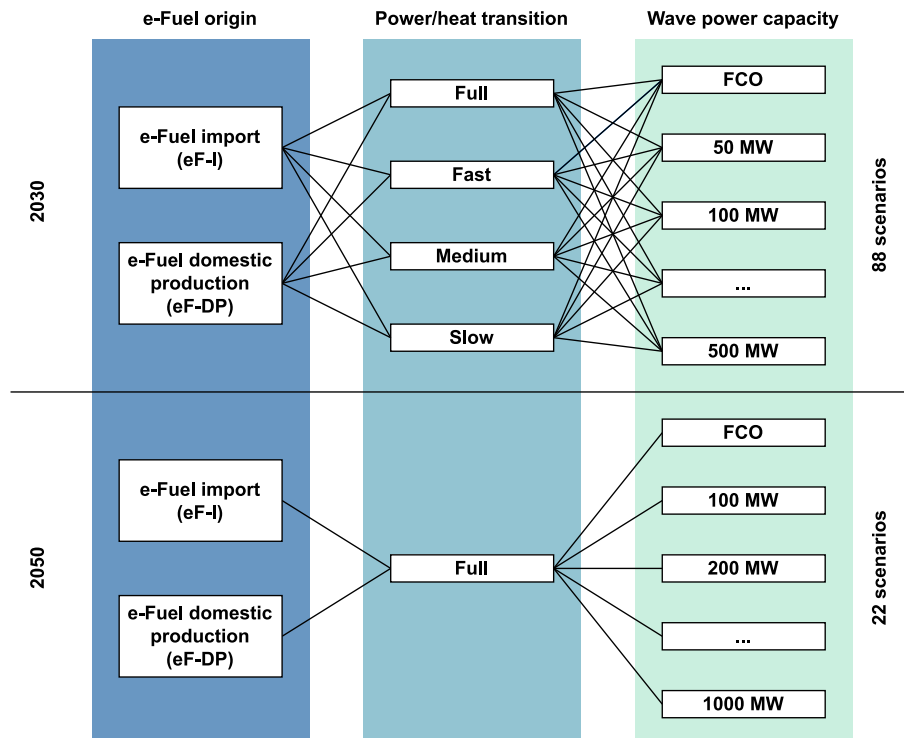 e-Fuel origin
Power/heat transition
Wave power capacity
2030
e-Fuel import
(eF-I)
e-Fuel domestic
production
(eF-DP)
Full
Fast
Medium
Slow
FCO
50 MW
100 MW
...
500 MW
88 scenarios
2050
e-Fuel import
(eF-I)
e-Fuel domestic
production
(eF-DP)
Full
FCO
100 MW
200 MW
...
1000 MW
22 scenarios